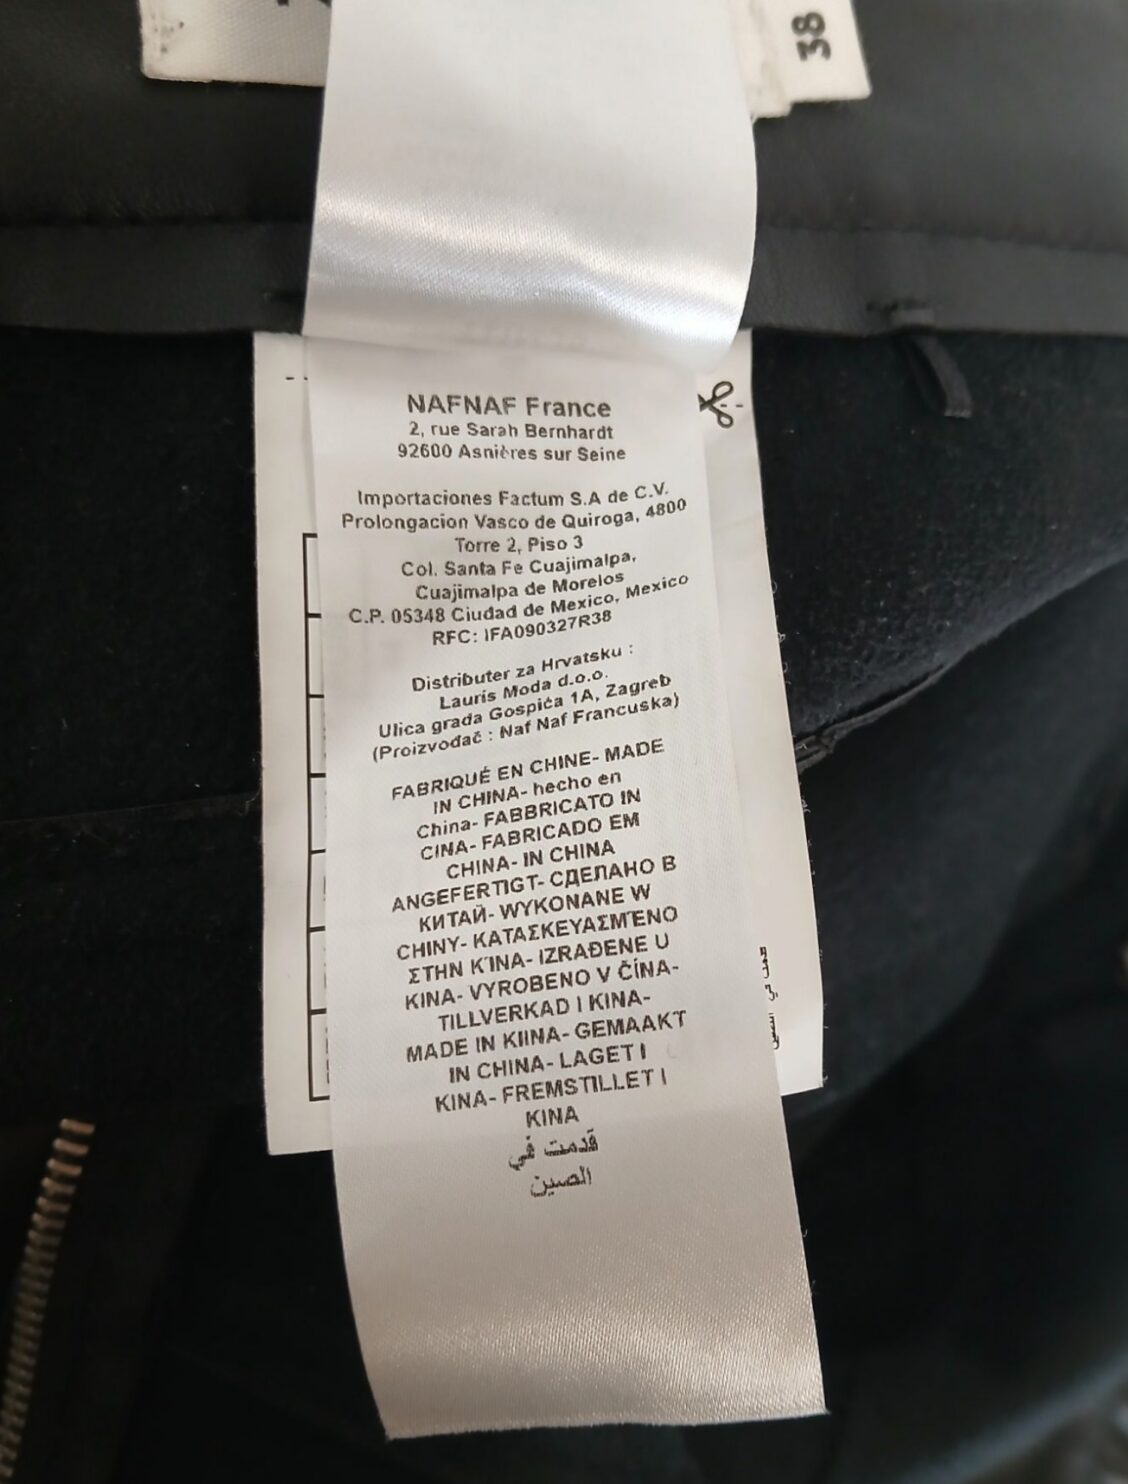 38
NAFNAF France
2, rue Sarah Bernhardt
92600 Asnières sur Seine
Importaciones Factum S.A de C.V.
Prolongacion Vasco de Quiroga, 4800
Torre 2, Piso 3
Col. Santa Fe Cuajimalpa,
Cuajimalpa de Morelos
C.P. 05348 Ciudad de Mexico, Mexico
RFC: IFA090327R38
Distributer za Hrvatsku :
Lauris Moda d.o.o.
Ulica grada Gospića 1A, Zagreb
(Proizvođač : Naf Naf Francuska)
FABRIQUÉ EN CHINE- MADE
IN CHINA- hecho en
China- FABBRICATO IN
CINA- FABRICADO EM
CHINA- IN CHINA
ANGEFERTIGT- СДЕЛАНО В
КИТАЙ- WYKONANE W
CHINY- ΚΑΤΑΣΚΕΥΑΣΜΈΝΟ
ΣΤΗΝ ΚΊΝΑ- IZRAĐENE U
KINA- VYROBENO V ČÍNA-
TILLVERKAD I KINA-
MADE IN KIINA- GEMAAKT
IN CHINA- LAGET I
KINA- FREMSTILLET I
KINA
قدمت في
الصين